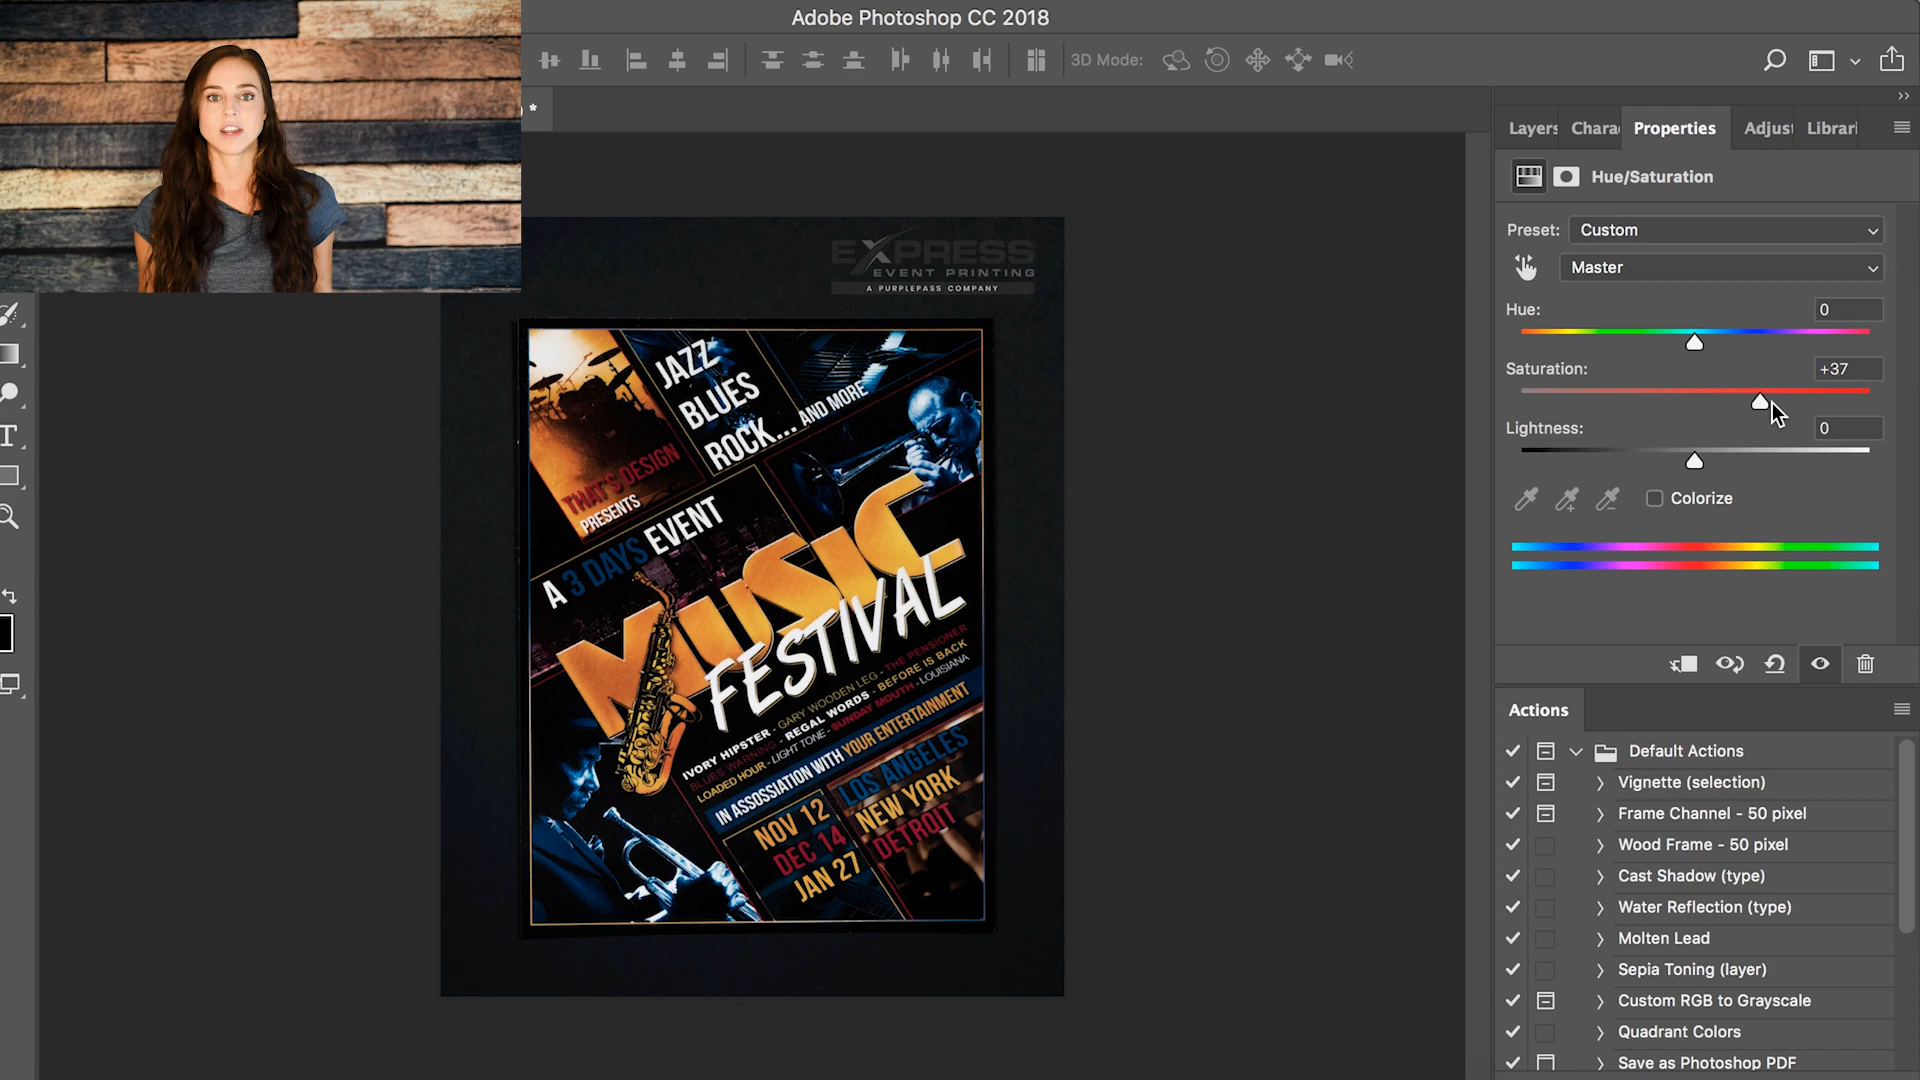 Adobe Photoshop CC 2018
3D Mode:
*
Layers
Chara
Properties
Adjust
Librari
Hue/Saturation
Preset: Custom
Master
Hue: 0
Saturation: +37
Lightness: 0
Colorize
EXPRESS
EVENT PRINTING
A PURPLEPASS COMPANY
JAZZ
BLUES
ROCK... AND MORE
THAT'S DESIGN
PRESENTS
A 3 DAYS EVENT
MUSIC
FESTIVAL
IVORY HIPSTER - GARY WOODEN LEG - THE PENSIONER
BLUES WARNING - REGAL WORDS - BEFORE IS BACK
LOADED HOUR - LIGHT TONE - SUNDAY MOUTH - LOUISIANA
IN ASSOSSIATION WITH YOUR ENTERTAINMENT
NOV 12
DEC 14
JAN 27
LOS ANGELES
NEW YORK
DETROIT
T
Actions
Default Actions
Vignette (selection)
Frame Channel - 50 pixel
Wood Frame - 50 pixel
Cast Shadow (type)
Water Reflection (type)
Molten Lead
Sepia Toning (layer)
Custom RGB to Grayscale
Quadrant Colors
Save as Photoshop PDF